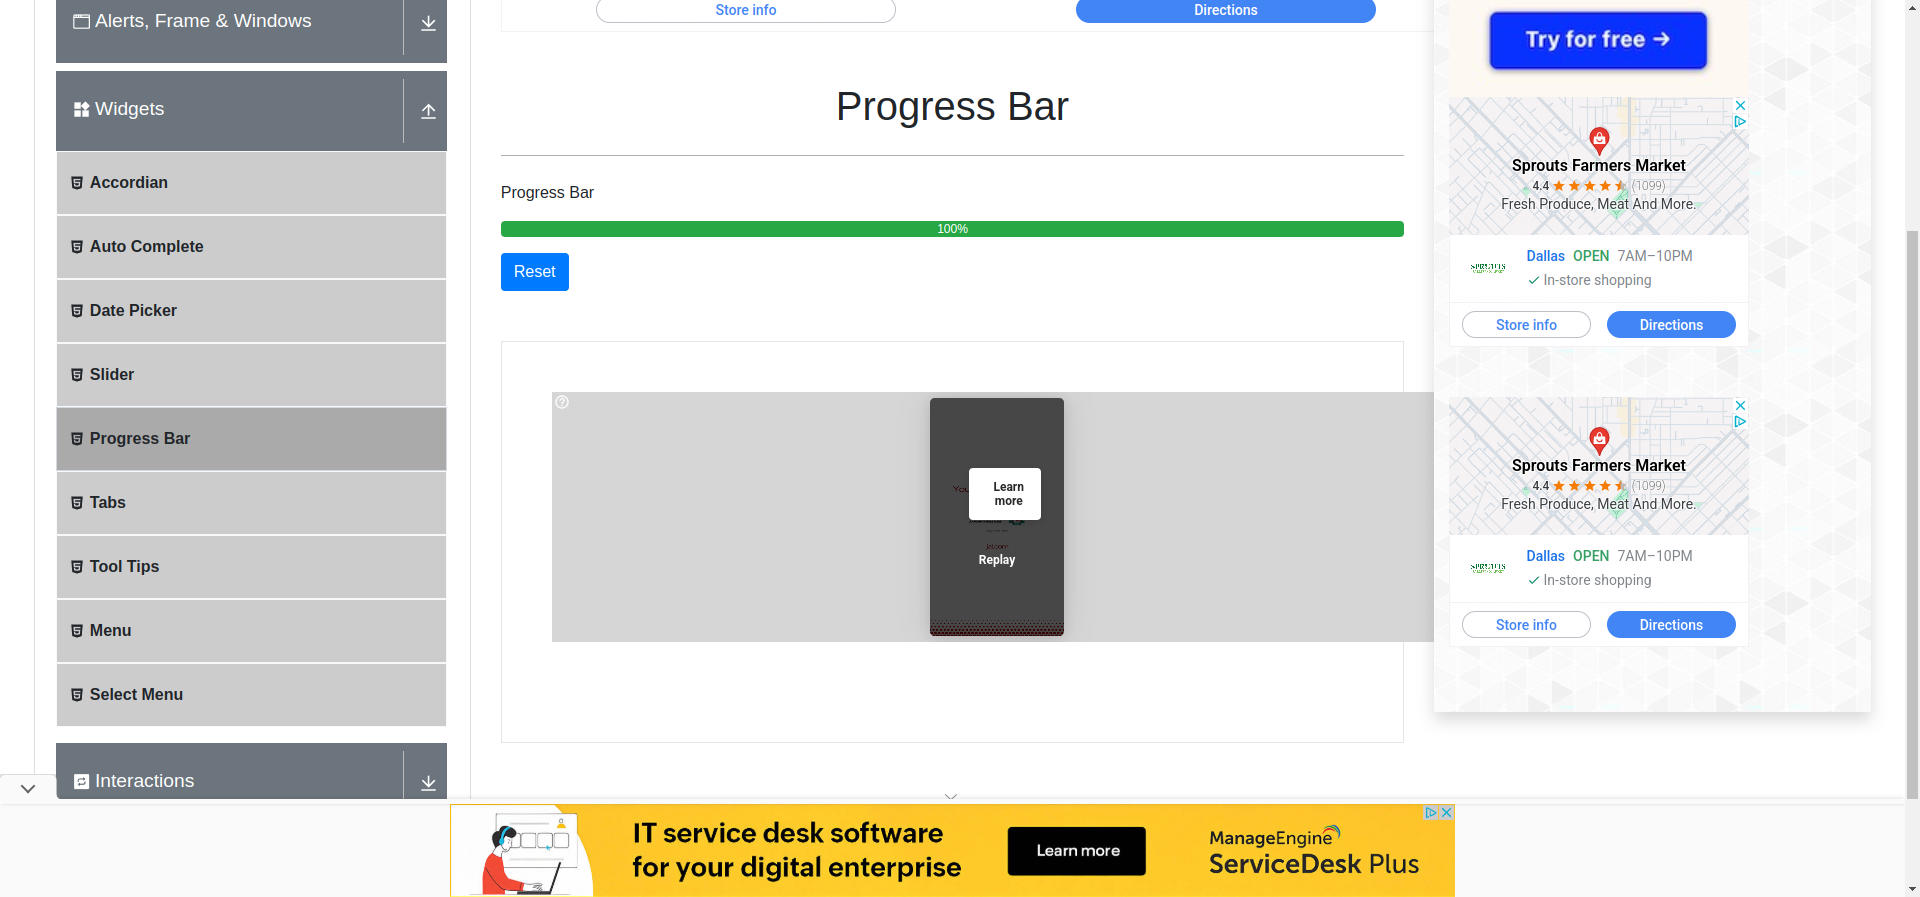 Alerts, Frame & Windows
Widgets
Accordian
Auto Complete
Date Picker
Slider
Progress Bar
Tabs
Tool Tips
Menu
Select Menu
Interactions
Store info
Directions
Progress Bar
Progress Bar
100%
Reset
Learn
more
Replay
Try for free →
Sprouts Farmers Market
4.4 (1099)
Fresh Produce, Meat And More.
SPROUTS
Dallas OPEN 7AM–10PM
In-store shopping
Store info
Directions
Sprouts Farmers Market
4.4 (1099)
Fresh Produce, Meat And More.
SPROUTS
Dallas OPEN 7AM–10PM
In-store shopping
Store info
Directions
IT service desk software
for your digital enterprise
Learn more
ManageEngine
ServiceDesk Plus